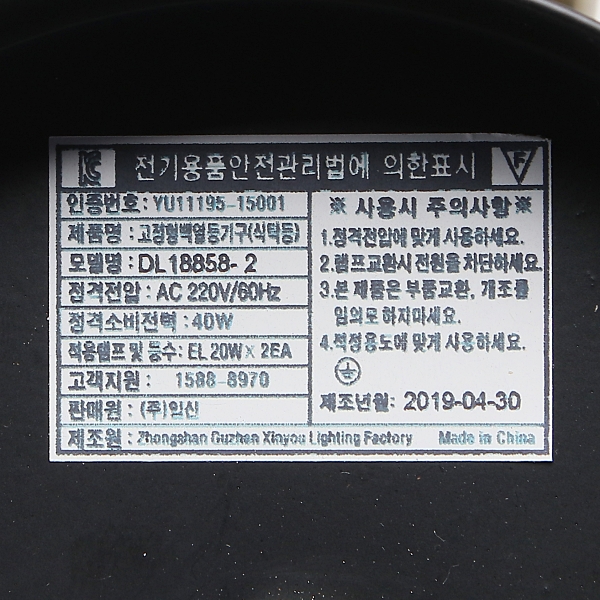 전기용품안전관리법에 의한표시
인증번호: YU11195-15001
제품명 : 고정형백열등기구(식탁등)
모델명 : DL18858-2
정격전압 : AC 220V/60Hz
정격소비전력 : 40W
적용램프 및 등수: EL 20W× 2EA
고객지원 : 1588-8970
판매원 : (주)일신
※ 사용시 주의사항 ※
1.정격전압에 맞게 사용하세요.
2.램프교환시 전원을 차단하세요.
3.본 제품은 부품교환, 개조를
임의로 하지마세요.
4.적정용도에 맞게 사용하세요.
제조년월: 2019-04-30
제조원 : Zhongshan Guzhen Xinyou Lighting Factory Made in China